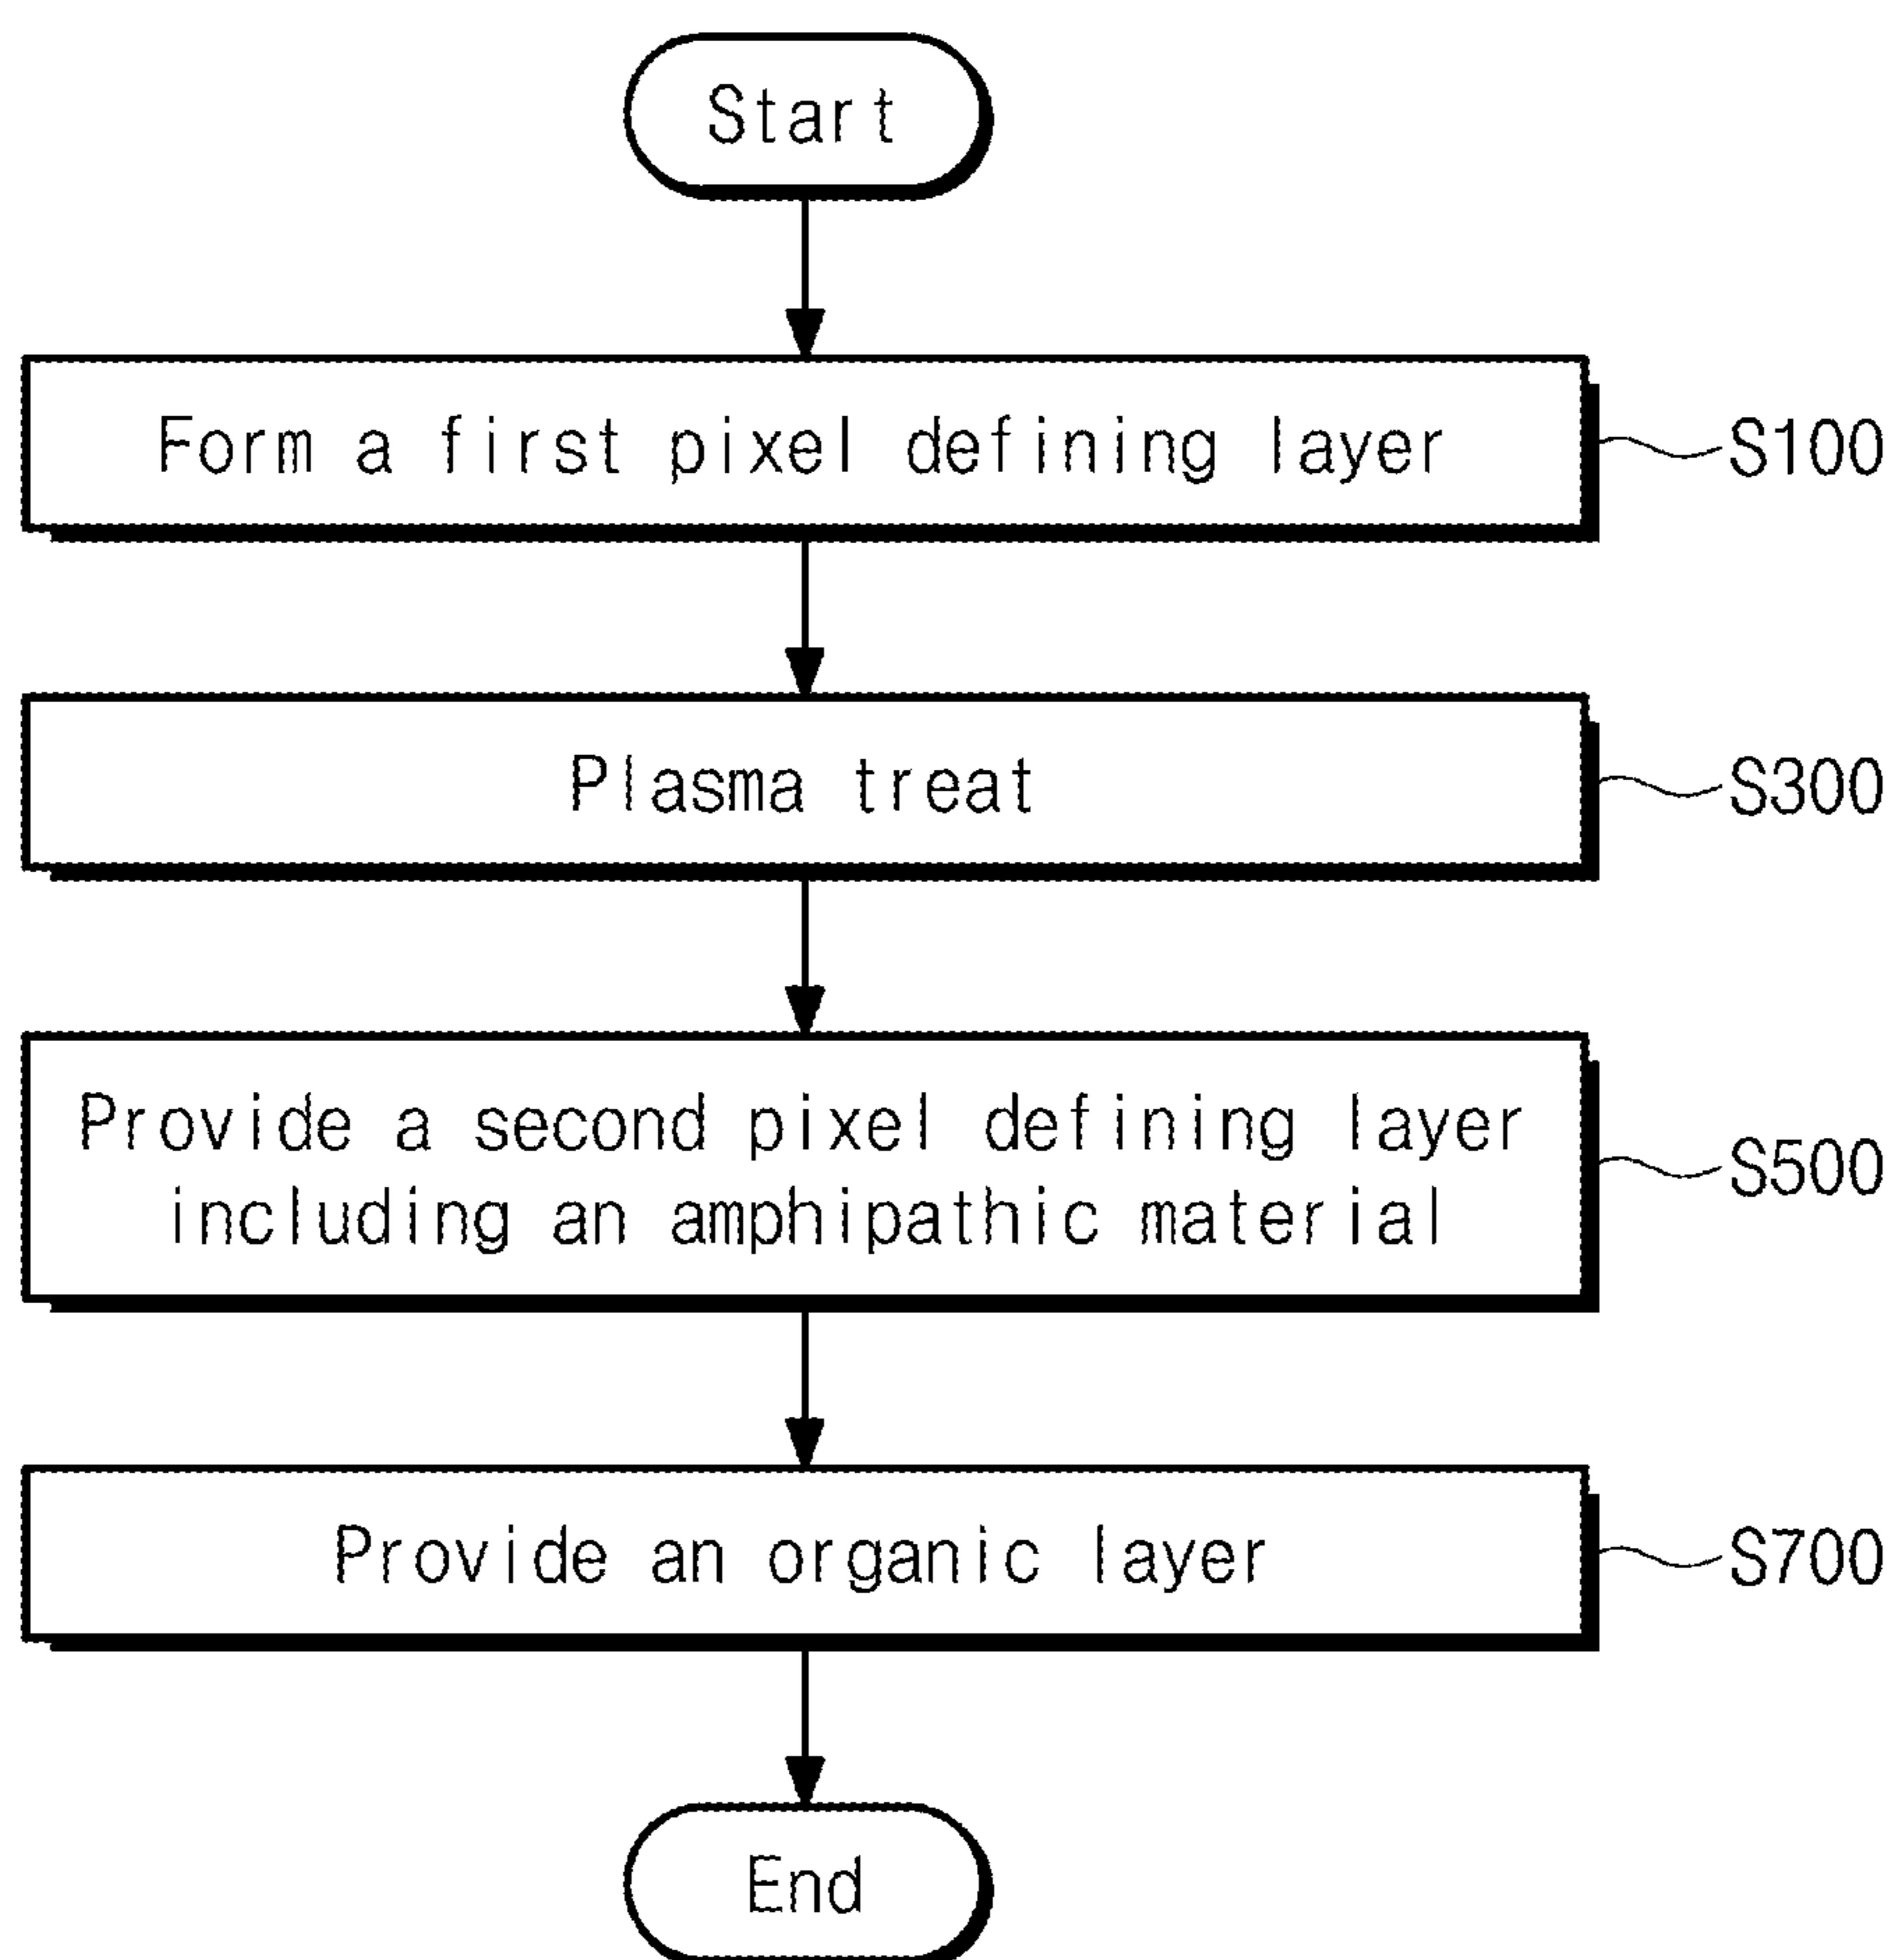 Start
Form a first pixel defining layer
S100
Plasma treat
S300
Provide a second pixel defining layer
including an amphipathic material
S500
Provide an organic layer
S700
End